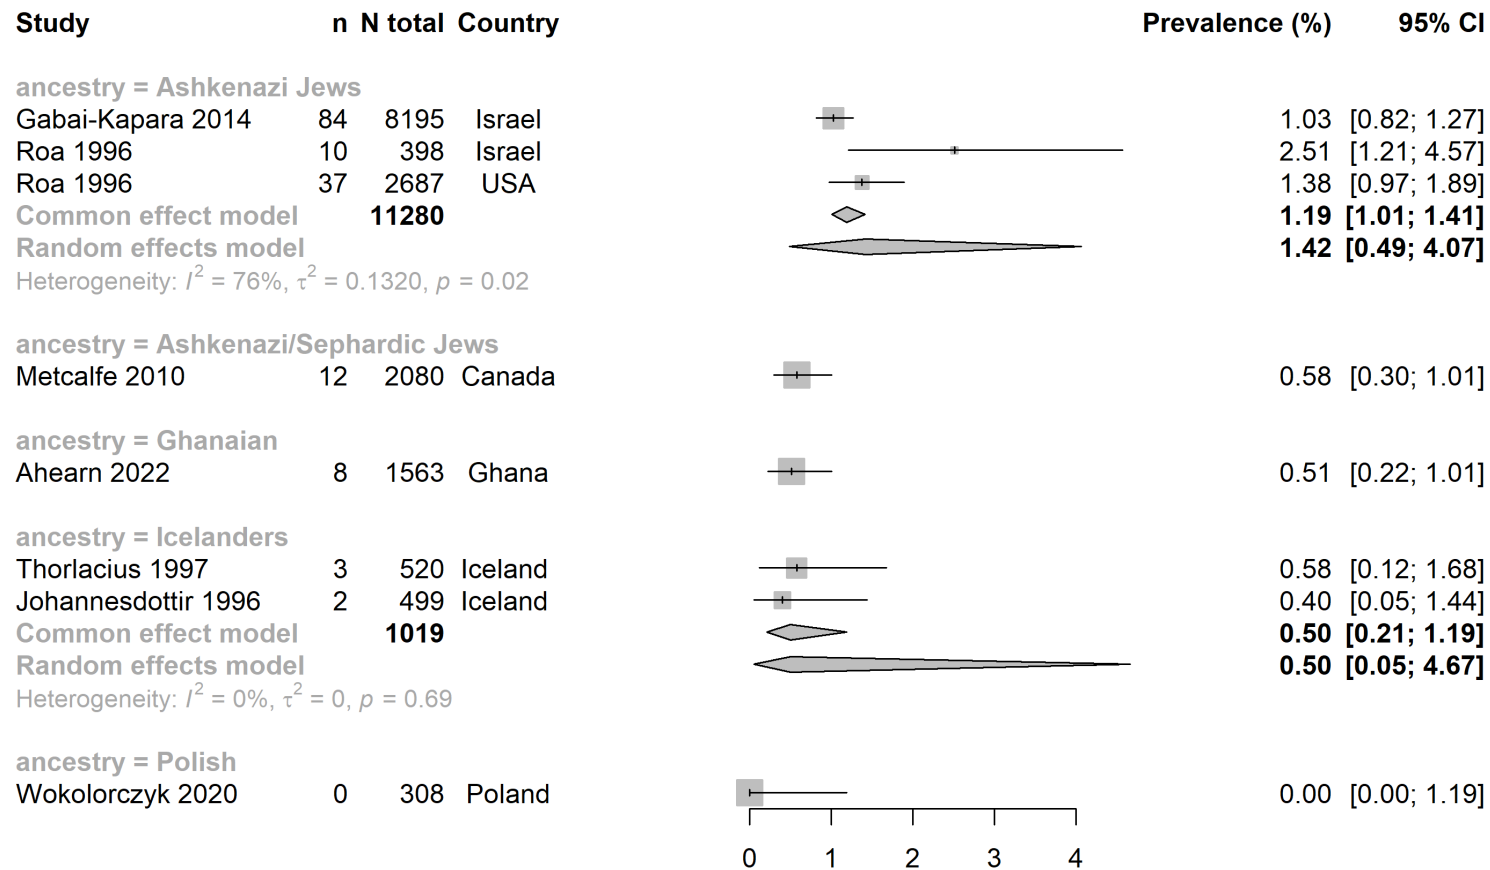 Study n N total Country Prevalence (%) 95% CI
ancestry = Ashkenazi Jews
Gabai-Kapara 2014 84 8195 Israel 1.03 [0.82; 1.27]
Roa 1996 10 398 Israel 2.51 [1.21; 4.57]
Roa 1996 37 2687 USA 1.38 [0.97; 1.89]
Common effect model 11280 1.19 [1.01; 1.41]
Random effects model 1.42 [0.49; 4.07]
Heterogeneity: I² = 76%, τ² = 0.1320, p = 0.02
ancestry = Ashkenazi/Sephardic Jews
Metcalfe 2010 12 2080 Canada 0.58 [0.30; 1.01]
ancestry = Ghanaian
Ahearn 2022 8 1563 Ghana 0.51 [0.22; 1.01]
ancestry = Icelanders
Thorlacius 1997 3 520 Iceland 0.58 [0.12; 1.68]
Johannesdottir 1996 2 499 Iceland 0.40 [0.05; 1.44]
Common effect model 1019 0.50 [0.21; 1.19]
Random effects model 0.50 [0.05; 4.67]
Heterogeneity: I² = 0%, τ² = 0, p = 0.69
ancestry = Polish
Wokolorczyk 2020 0 308 Poland 0.00 [0.00; 1.19]
0 1 2 3 4